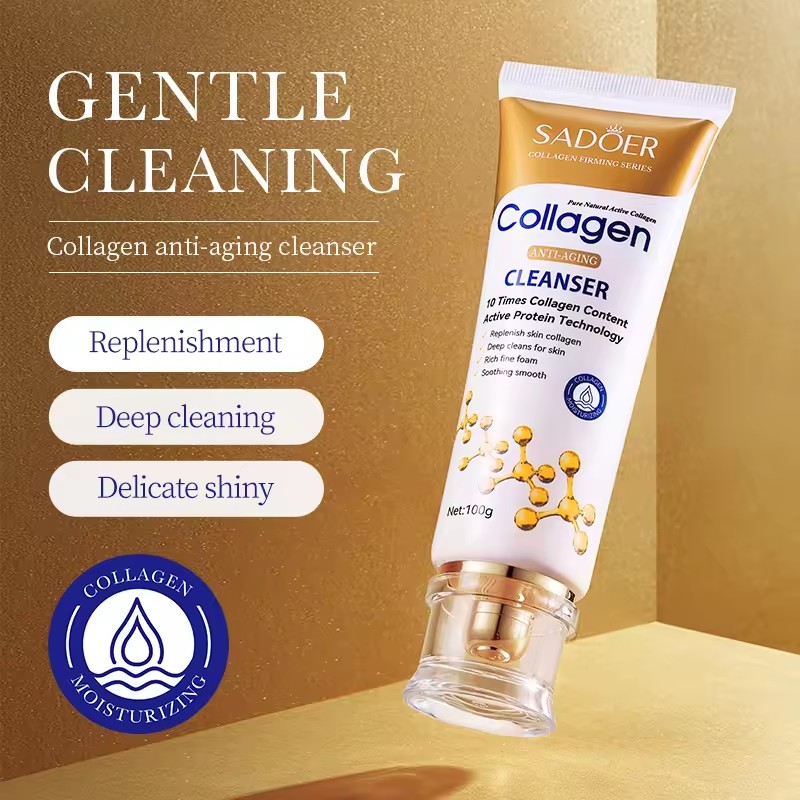 GENTLE
CLEANING
Collagen anti-aging cleanser
Replenishment
Deep cleaning
Delicate shiny
COLLAGEN
MOISTURIZING
SADOER
COLLAGEN FIRMING SERIES
Pure Natural Active Collagen
Collagen
ANTI-AGING
CLEANSER
10 Times Collagen Content
Active Protein Technology
Replenish skin collagen
Deep cleans for skin
Rich fine foam
Soothing smooth
COLLAGEN
MOISTURIZING
Net:100g